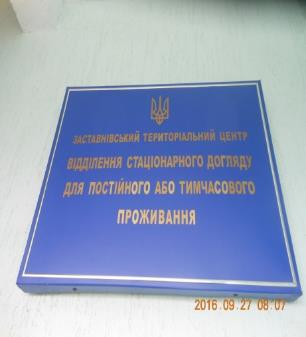 ЗАСТАВНІВСЬКИЙ ТЕРИТОРІАЛЬНИЙ ЦЕНТР
ВІДДІЛЕННЯ СТАЦІОНАРНОГО ДОГЛЯДУ
ДЛЯ ПОСТІЙНОГО АБО ТИМЧАСОВОГО
ПРОЖИВАННЯ
2016.09.27 08:07